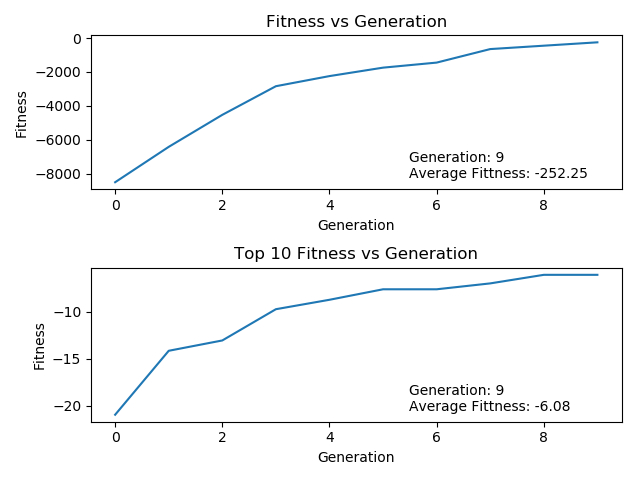 Fitness vs Generation
0
−2000
−4000
−6000
−8000
Fitness
Generation: 9
Average Fittness: -252.25
0 2 4 6 8
Generation
Top 10 Fitness vs Generation
−10
−15
−20
Fitness
Generation: 9
Average Fittness: -6.08
0 2 4 6 8
Generation